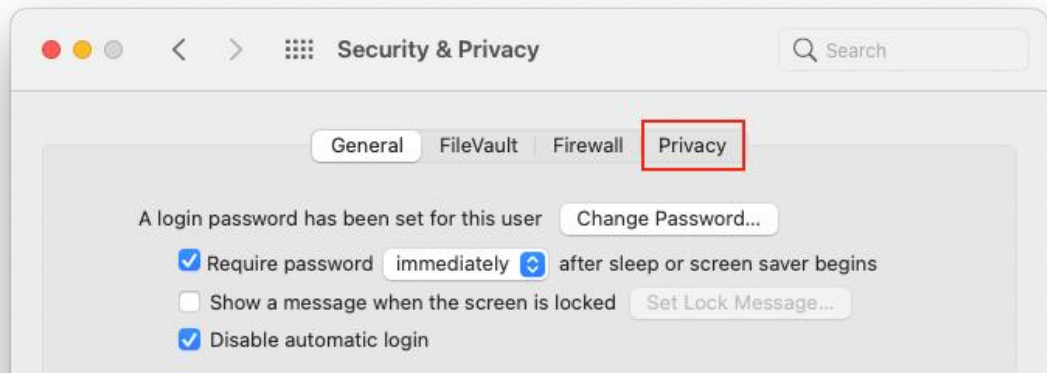 Security & Privacy Search
General FileVault Firewall Privacy
A login password has been set for this user Change Password...
Require password immediately after sleep or screen saver begins
Show a message when the screen is locked Set Lock Message...
Disable automatic login